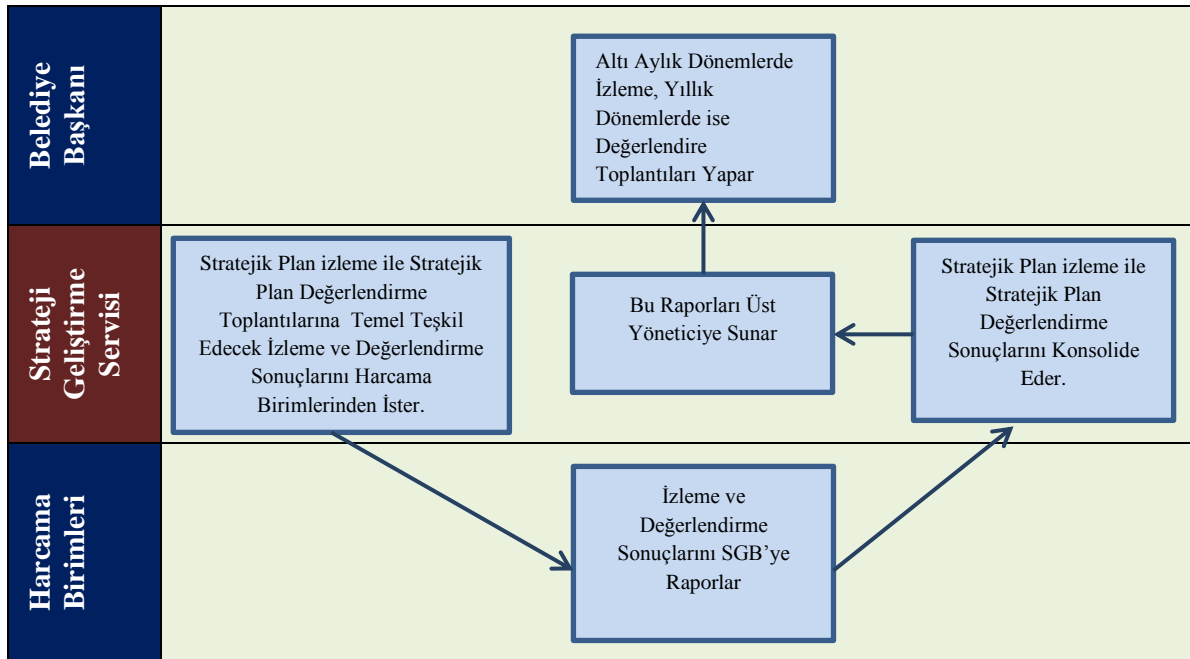 Belediye
Başkanı
Altı Aylık Dönemlerde
İzleme, Yıllık
Dönemlerde ise
Değerlendire
Toplantıları Yapar
Strateji
Geliştirme
Servisi
Stratejik Plan izleme ile Stratejik
Plan Değerlendirme
Toplantılarına Temel Teşkil
Edecek İzleme ve Değerlendirme
Sonuçlarını Harcama
Birimlerinden İster.
Bu Raporları Üst
Yöneticiye Sunar
Stratejik Plan izleme ile
Stratejik Plan
Değerlendirme
Sonuçlarını Konsolide
Eder.
Harcama
Birimleri
İzleme ve
Değerlendirme
Sonuçlarını SGB’ye
Raporlar